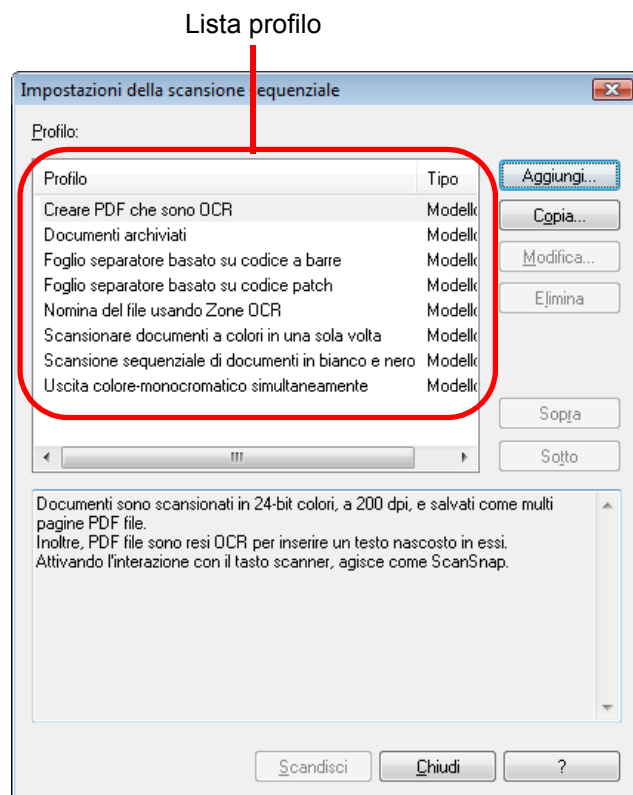 Lista profilo
Impostazioni della scansione sequenziale
Profilo:
Profilo Tipo
Creare PDF che sono OCR Modello
Documenti archiviati Modello
Foglio separatore basato su codice a barre Modello
Foglio separatore basato su codice patch Modello
Nomina del file usando Zone OCR Modello
Scansionare documenti a colori in una sola volta Modello
Scansione sequenziale di documenti in bianco e nero Modello
Uscita colore-monocromatico simultaneamente Modello
Aggiungi...
Copia...
Modifica...
Elimina
Sopra
Sotto
Documenti sono scansionati in 24-bit colori, a 200 dpi, e salvati come multi
pagine PDF file.
Inoltre, PDF file sono resi OCR per inserire un testo nascosto in essi.
Attivando l'interazione con il tasto scanner, agisce come ScanSnap.
Scandisci Chiudi ?